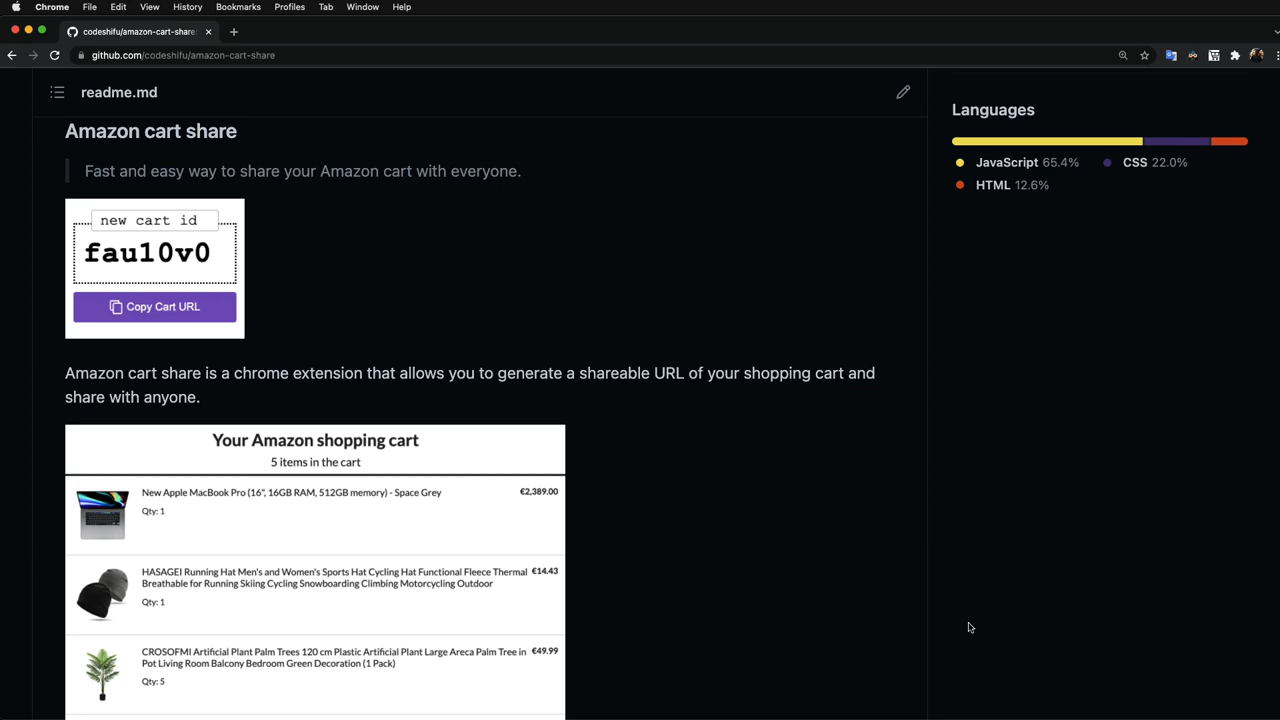 Chrome File Edit View History Bookmarks Profiles Tab Window Help
codeshifu/amazon-cart-share
github.com/codeshifu/amazon-cart-share
readme.md
Amazon cart share
Fast and easy way to share your Amazon cart with everyone.
new cart id
fau10v0
Copy Cart URL
Amazon cart share is a chrome extension that allows you to generate a shareable URL of your shopping cart and
share with anyone.
Your Amazon shopping cart
5 items in the cart
New Apple MacBook Pro (16", 16GB RAM, 512GB memory) - Space Grey €2,389.00
Qty: 1
HASAGEI Running Hat Men's and Women's Sports Hat Cycling Hat Functional Fleece Thermal €14.43
Breathable for Running Skiing Cycling Snowboarding Climbing Motorcycling Outdoor
Qty: 1
CROSOFMI Artificial Plant Palm Trees 120 cm Plastic Artificial Plant Large Areca Palm Tree in €49.99
Pot Living Room Balcony Bedroom Green Decoration (1 Pack)
Qty: 5
Languages
JavaScript 65.4% CSS 22.0%
HTML 12.6%